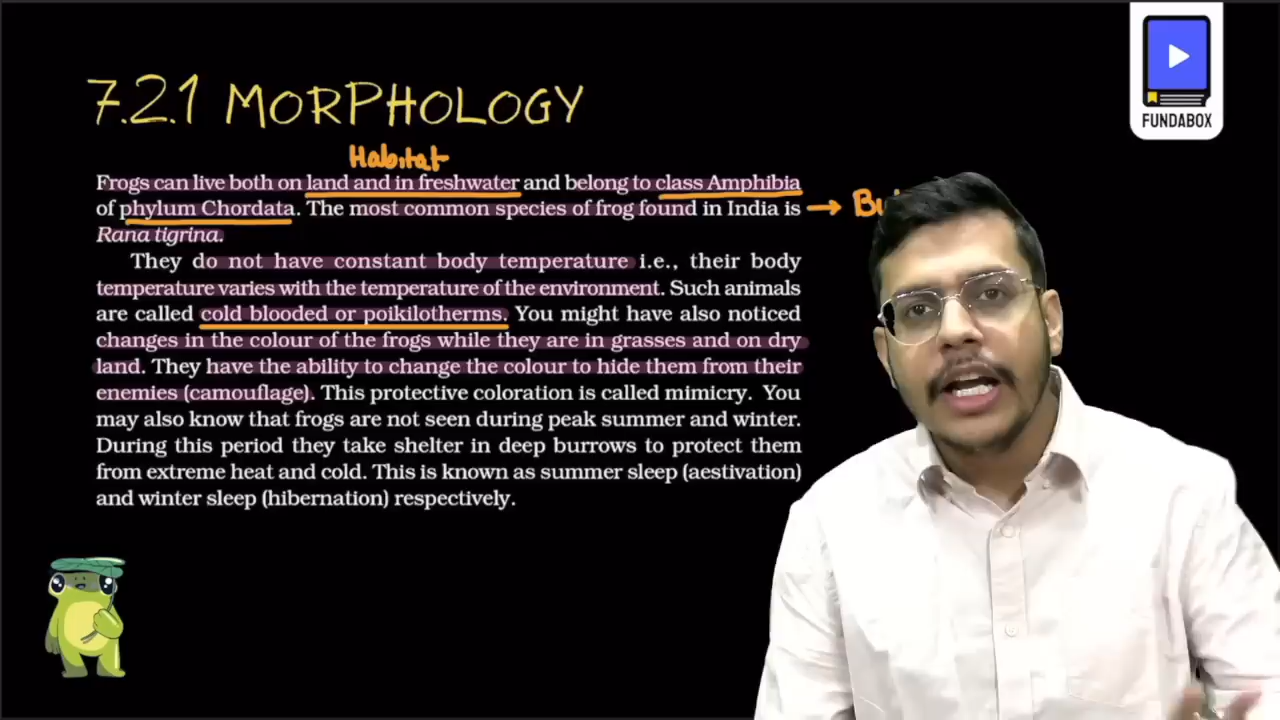 7.2.1 MORPHOLOGY
FUNDABOX
Habitat
Frogs can live both on land and in freshwater and belong to class Amphibia
of phylum Chordata. The most common species of frog found in India is →
Rana tigrina.
They do not have constant body temperature i.e., their body
temperature varies with the temperature of the environment. Such animals
are called cold blooded or poikilotherms. You might have also noticed
changes in the colour of the frogs while they are in grasses and on dry
land. They have the ability to change the colour to hide them from their
enemies (camouflage). This protective coloration is called mimicry. You
may also know that frogs are not seen during peak summer and winter.
During this period they take shelter in deep burrows to protect them
from extreme heat and cold. This is known as summer sleep (aestivation)
and winter sleep (hibernation) respectively.